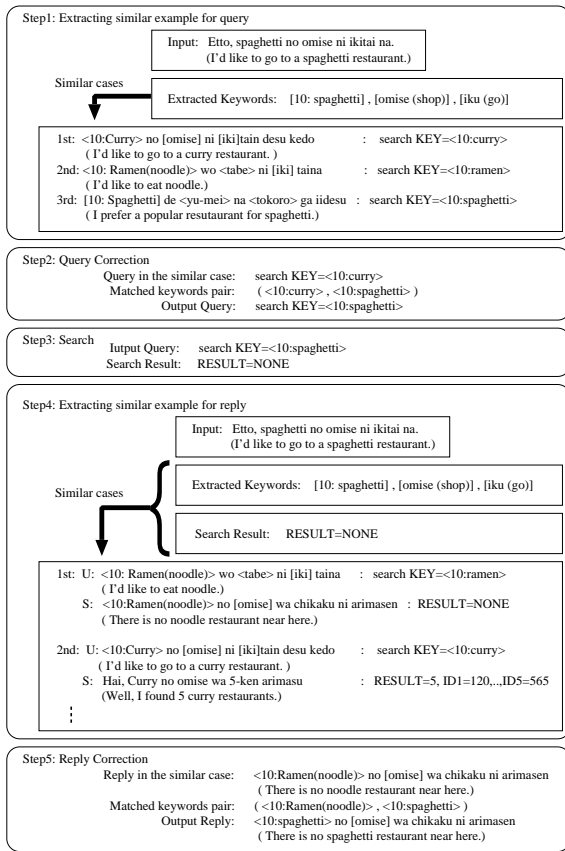 Step1: Extracting similar example for query
Input: Etto, spaghetti no omise ni ikitai na.
(I'd like to go to a spaghetti restaurant.)
Similar cases
Extracted Keywords: [10: spaghetti] , [omise (shop)] , [iku (go)]
1st: <10:Curry> no [omise] ni [iki]tain desu kedo : search KEY=<10:curry>
( I'd like to go to a curry restaurant. )
2nd: <10: Ramen(noodle)> wo <tabe> ni [iki] taina : search KEY=<10:ramen>
( I'd like to eat noodle.)
3rd: [10: Spaghetti] de <yu-mei> na <tokoro> ga iidesu : search KEY=<10:spaghetti>
( I prefer a popular resutaurant for spaghetti.)
Step2: Query Correction
Query in the similar case: search KEY=<10:curry>
Matched keywords pair: ( <10:curry> , <10:spaghetti> )
Output Query: search KEY=<10:spaghetti>
Step3: Search
Iutput Query: search KEY=<10:spaghetti>
Search Result: RESULT=NONE
Step4: Extracting similar example for reply
Input: Etto, spaghetti no omise ni ikitai na.
(I'd like to go to a spaghetti restaurant.)
Similar cases
Extracted Keywords: [10: spaghetti] , [omise (shop)] , [iku (go)]
Search Result: RESULT=NONE
1st: U: <10: Ramen(noodle)> wo <tabe> ni [iki] taina : search KEY=<10:ramen>
( I'd like to eat noodle.)
S: <10:Ramen(noodle)> no [omise] wa chikaku ni arimasen : RESULT=NONE
( There is no noodle restaurant near here.)
2nd: U: <10:Curry> no [omise] ni [iki]tain desu kedo : search KEY=<10:curry>
( I'd like to go to a curry restaurant. )
S: Hai, Curry no omise wa 5-ken arimasu : RESULT=5, ID1=120,..,ID5=565
(Well, I found 5 curry restaurants.)
Step5: Reply Correction
Reply in the similar case: <10:Ramen(noodle)> no [omise] wa chikaku ni arimasen
( There is no noodle restaurant near here.)
Matched keywords pair: ( <10:Ramen(noodle)> , <10:spaghetti> )
Output Reply: <10:spaghetti> no [omise] wa chikaku ni arimasen
( There is no spaghetti restaurant near here.)